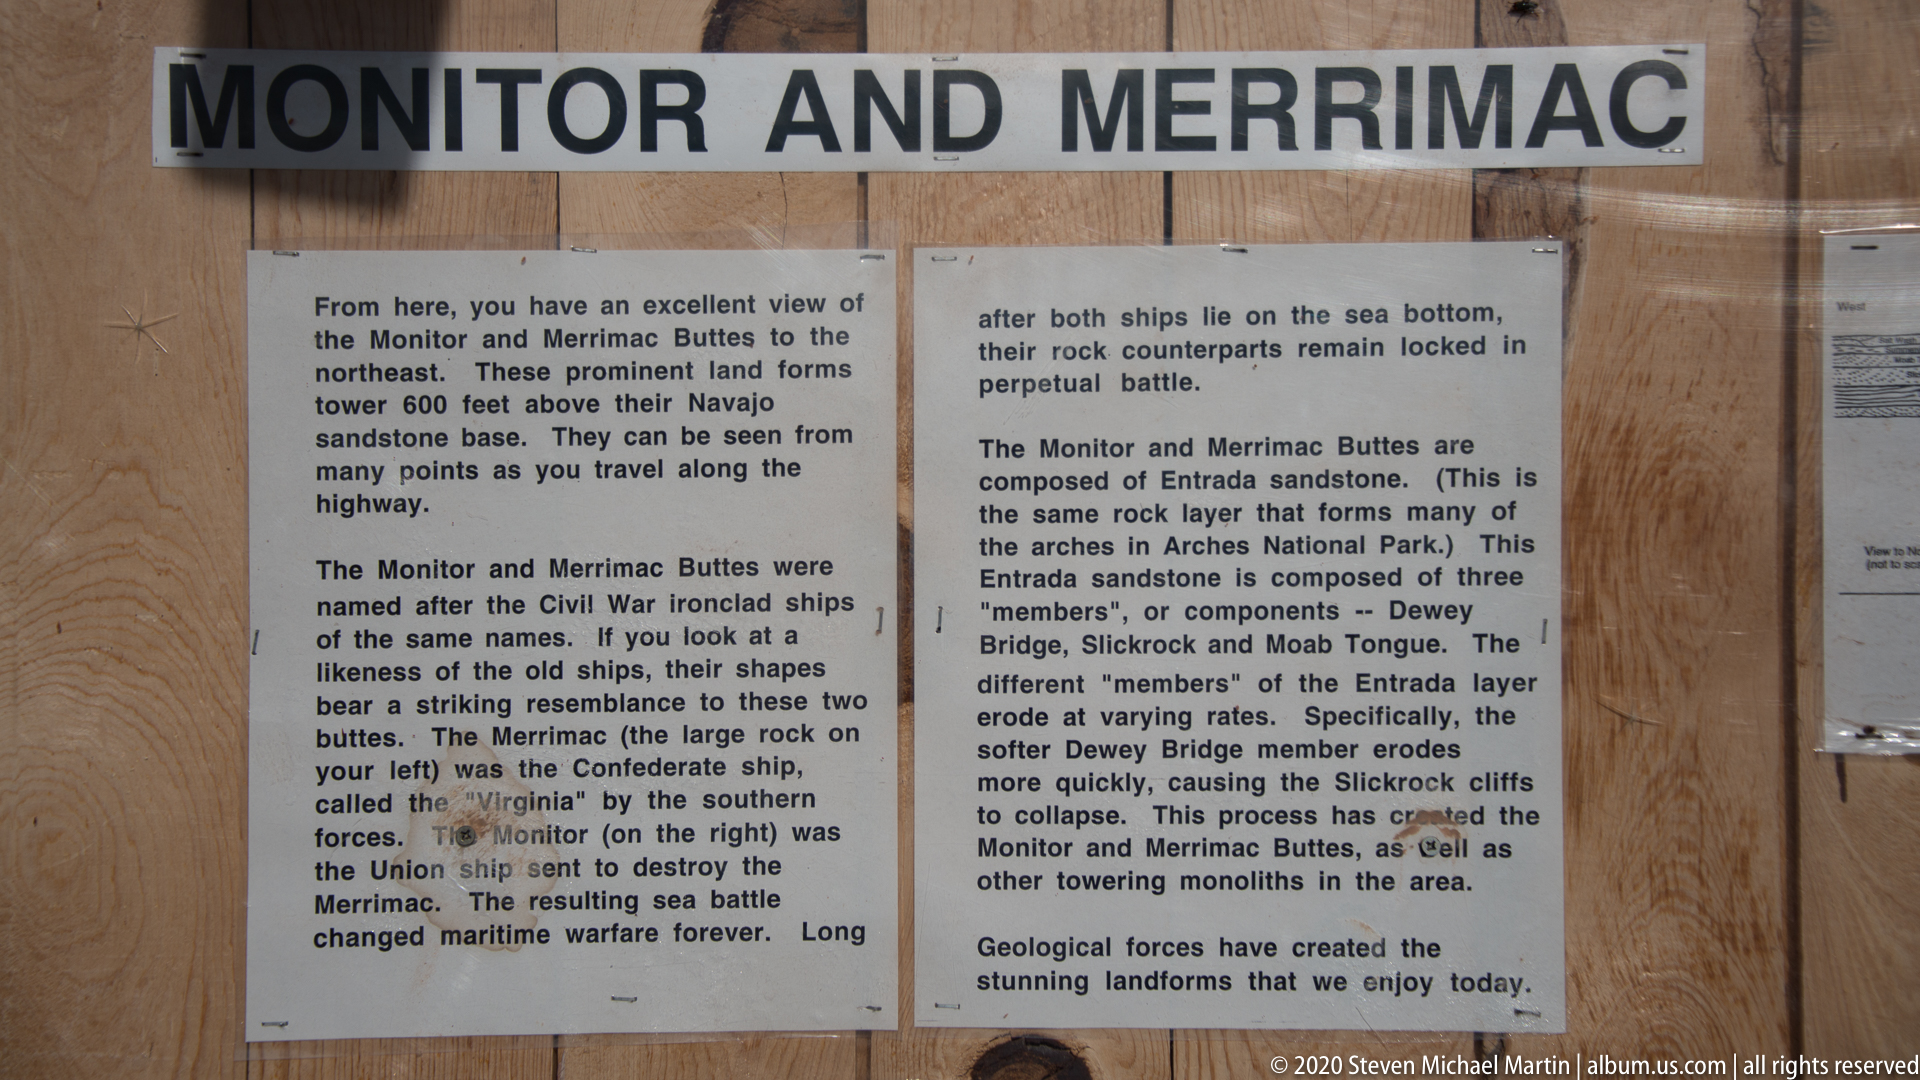 MONITOR AND MERRIMAC
From here, you have an excellent view of
the Monitor and Merrimac Buttes to the
northeast. These prominent land forms
tower 600 feet above their Navajo
sandstone base. They can be seen from
many points as you travel along the
highway.
The Monitor and Merrimac Buttes were
named after the Civil War ironclad ships
of the same names. If you look at a
likeness of the old ships, their shapes
bear a striking resemblance to these two
buttes. The Merrimac (the large rock on
your left) was the Confederate ship,
called the "Virginia" by the southern
forces. The Monitor (on the right) was
the Union ship sent to destroy the
Merrimac. The resulting sea battle
changed maritime warfare forever. Long
after both ships lie on the sea bottom,
their rock counterparts remain locked in
perpetual battle.
The Monitor and Merrimac Buttes are
composed of Entrada sandstone. (This is
the same rock layer that forms many of
the arches in Arches National Park.) This
Entrada sandstone is composed of three
"members", or components -- Dewey
Bridge, Slickrock and Moab Tongue. The
different "members" of the Entrada layer
erode at varying rates. Specifically, the
softer Dewey Bridge member erodes
more quickly, causing the Slickrock cliffs
to collapse. This process has created the
Monitor and Merrimac Buttes, as well as
other towering monoliths in the area.
Geological forces have created the
stunning landforms that we enjoy today.
West
View to
(not to
© 2020 Steven Michael Martin | album.us.com | all rights reserved